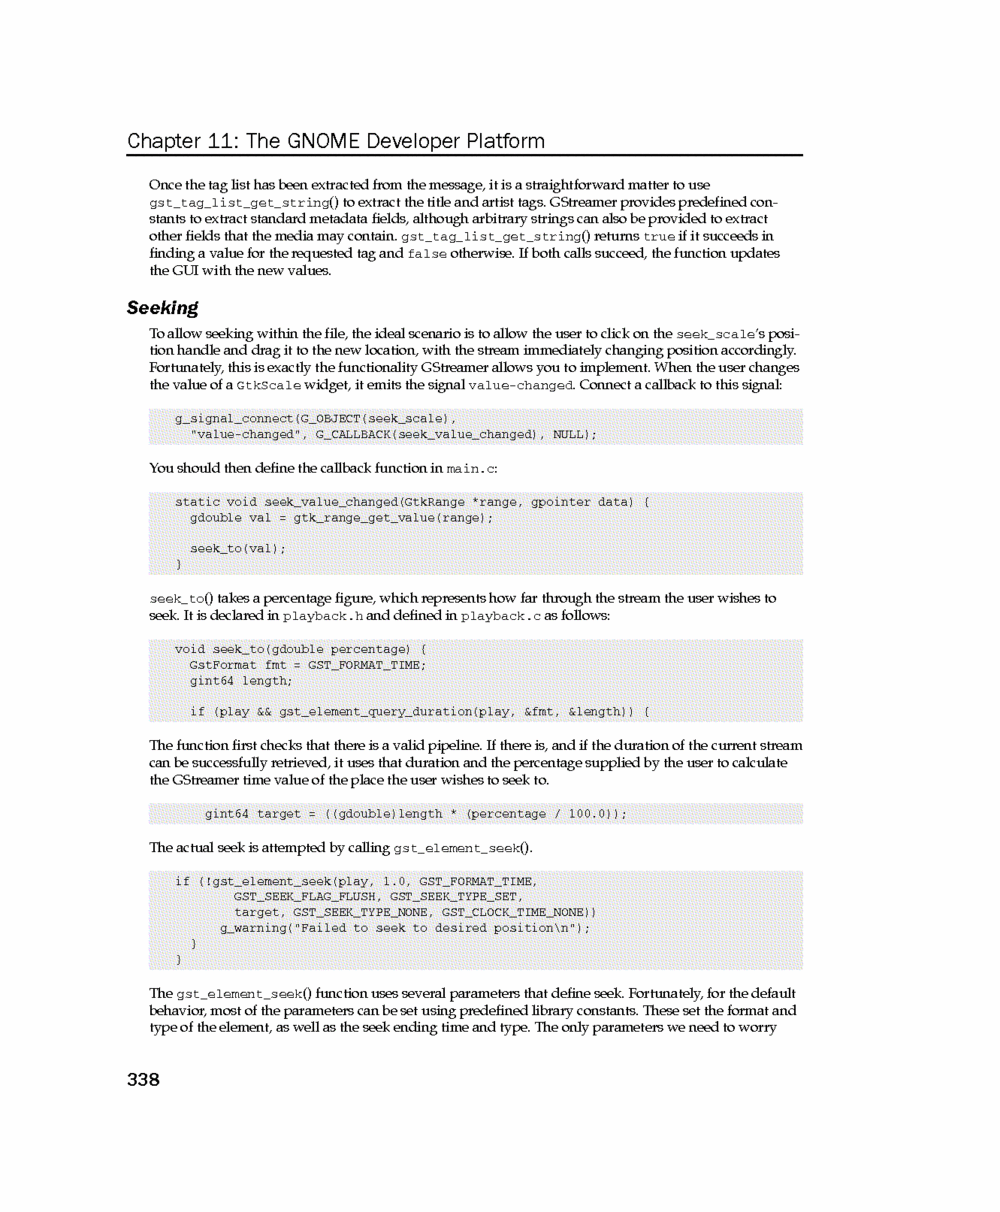 Chapter 11: The GNOME Developer Platform
Once the tag list has been extracted from the message, it is a straightforward matter to use
gst_tag_list_get_string() to extract the title and artist tags. GStreamer provides predefined con-
stants to extract standard metadata fields, although arbitrary strings can also be provided to extract
other fields that the media may contain. gst_tag_list_get_string() returns true if it succeeds in
finding a value for the requested tag and false otherwise. If both calls succeed, the function updates
the GUI with the new values.
Seeking
To allow seeking within the file, the ideal scenario is to allow the user to click on the seek_scale's posi-
tion handle and drag it to the new location, with the stream immediately changing position accordingly.
Fortunately, this is exactly the functionality GStreamer allows you to implement. When the user changes
the value of a GtkScale widget, it emits the signal value-changed. Connect a callback to this signal:
g_signal_connect(G_OBJECT(seek_scale),
"value-changed", G_CALLBACK(seek_value_changed), NULL);
You should then define the callback function in main.c:
static void seek_value_changed(GtkRange *range, gpointer data) {
gdouble val = gtk_range_get_value(range);
seek_to(val);
}
seek_to() takes a percentage figure, which represents how far through the stream the user wishes to
seek. It is declared in playback.h and defined in playback.c as follows:
void seek_to(gdouble percentage) {
GstFormat fmt = GST_FORMAT_TIME;
gint64 length;
if (play && gst_element_query_duration(play, &fmt, &length)) {
The function first checks that there is a valid pipeline. If there is, and if the duration of the current stream
can be successfully retrieved, it uses that duration and the percentage supplied by the user to calculate
the GStreamer time value of the place the user wishes to seek to.
gint64 target = ((gdouble)length * (percentage / 100.0));
The actual seek is attempted by calling gst_element_seek().
if (!gst_element_seek(play, 1.0, GST_FORMAT_TIME,
GST_SEEK_FLAG_FLUSH, GST_SEEK_TYPE_SET,
target, GST_SEEK_TYPE_NONE, GST_CLOCK_TIME_NONE))
g_warning("Failed to seek to desired position\n");
}
}
The gst_element_seek() function uses several parameters that define seek. Fortunately, for the default
behavior, most of the parameters can be set using predefined library constants. These set the format and
type of the element, as well as the seek ending time and type. The only parameters we need to worry
338